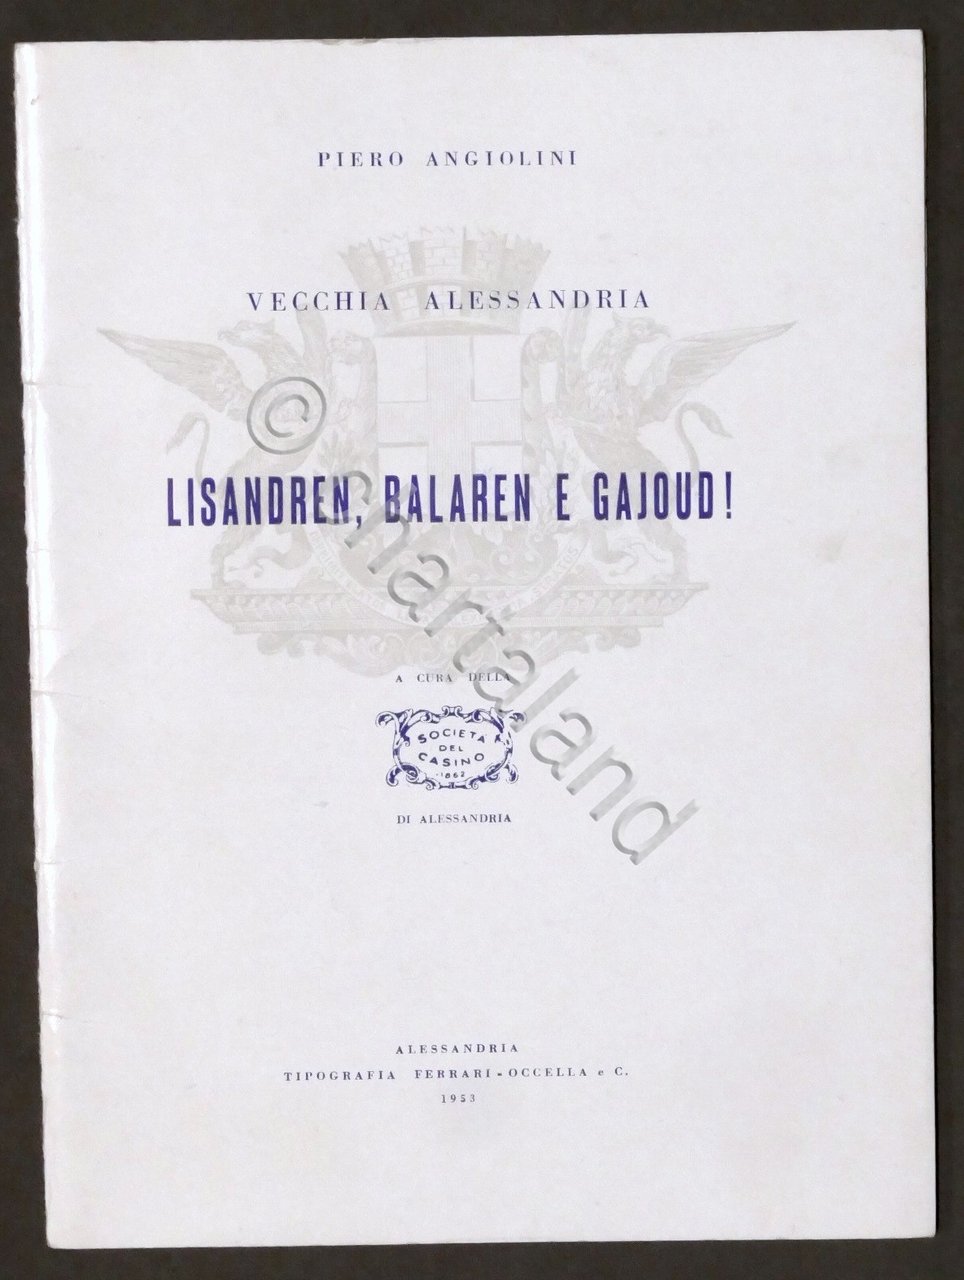 PIERO ANGIOLINI
VECCHIA ALESSANDRIA
LISANDREN, BALAREN E GAJOUD!
A CURA DELLA
SOCIETÀ
DEL
CASINO
·1862·
DI ALESSANDRIA
ALESSANDRIA
TIPOGRAFIA FERRARI - OCCELLA e C.
1953
© chartaland